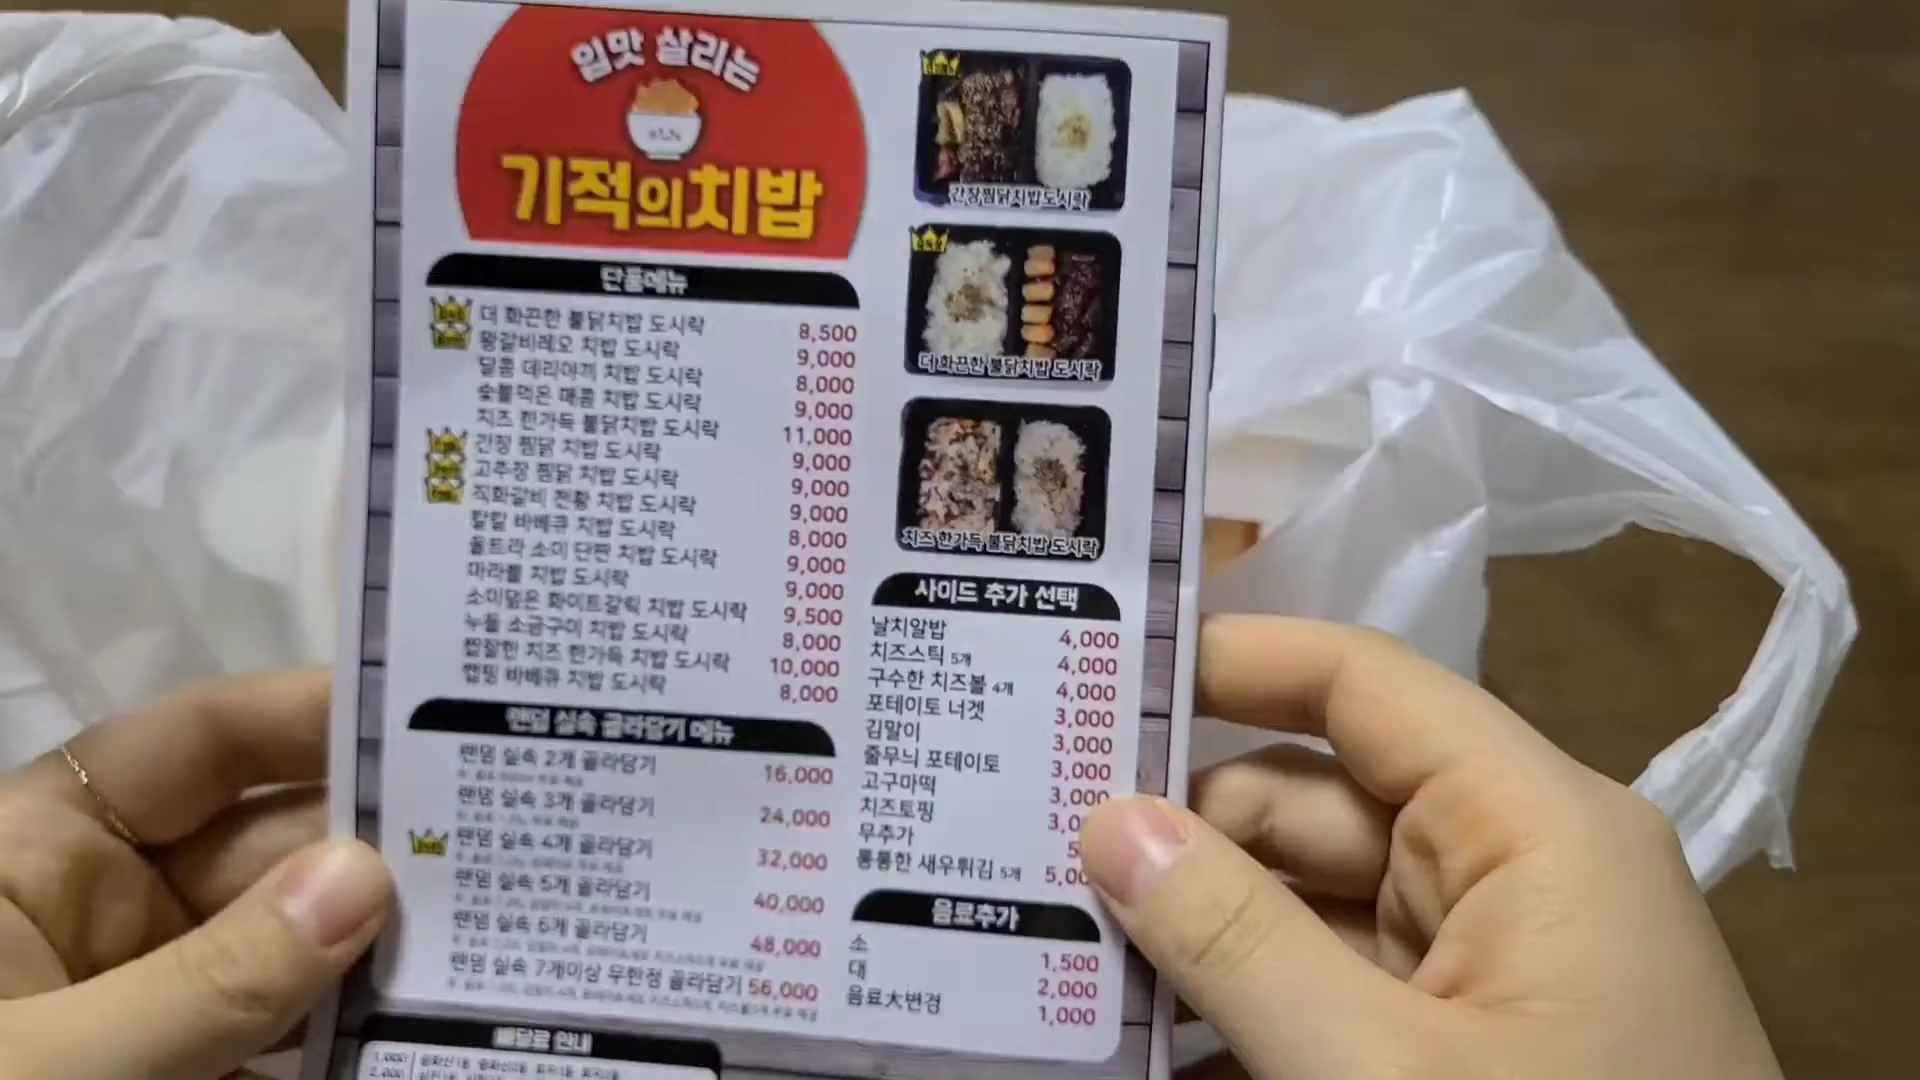 입맛 살리는
기적의치밥
단품메뉴
더 화끈한 불닭치밥 도시락 8,500
왕갈비레오 치밥 도시락 9,000
달콤 데리야끼 치밥 도시락 8,000
숯불먹은 매콤 치밥 도시락 9,000
치즈 한가득 불닭치밥 도시락 11,000
간장 찜닭 치밥 도시락 9,000
고추장 찜닭 치밥 도시락 9,000
직화갈비 천황 치밥 도시락 9,000
칼칼 바베큐 치밥 도시락 8,000
울트라 소미 단짠 치밥 도시락 9,000
마라톡 치밥 도시락 9,000
소미덮은 화이트갈릭 치밥 도시락 9,500
누들 소금구이 치밥 도시락 8,000
짭짤한 치즈 한가득 치밥 도시락 10,000
캠핑 바베큐 치밥 도시락 8,000
랜덤 실속 골라담기 메뉴
랜덤 실속 2개 골라담기 16,000
랜덤 실속 3개 골라담기 24,000
랜덤 실속 4개 골라담기 32,000
랜덤 실속 5개 골라담기 40,000
랜덤 실속 6개 골라담기 48,000
랜덤 실속 7개이상 무한정 골라담기 56,000
배달료 안내
1,000
2,000
간장찜닭치밥도시락
더 화끈한 불닭치밥 도시락
치즈 한가득 불닭치밥 도시락
사이드 추가 선택
날치알밥 4,000
치즈스틱 5개 4,000
구수한 치즈볼 4개 4,000
포테이토 너겟 3,000
김말이 3,000
줄무늬 포테이토 3,000
고구마떡 3,000
치즈토핑 3,0
무추가 5
통통한 새우튀김 5개 5,00
음료추가
소 1,500
대 2,000
음료大변경 1,000